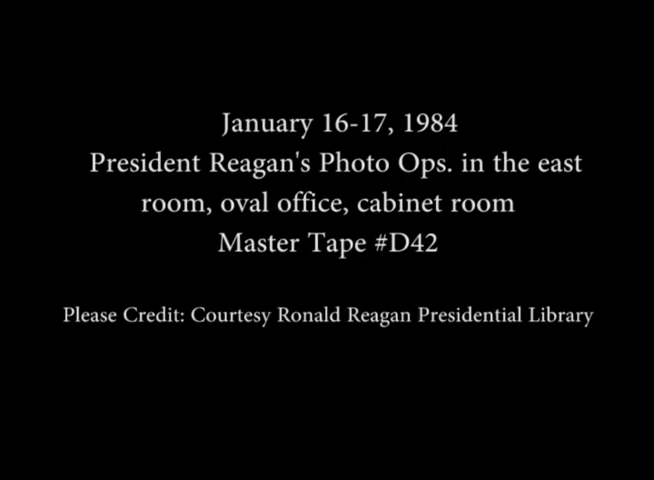 January 16-17, 1984
President Reagan's Photo Ops. in the east
room, oval office, cabinet room
Master Tape #D42
Please Credit: Courtesy Ronald Reagan Presidential Library